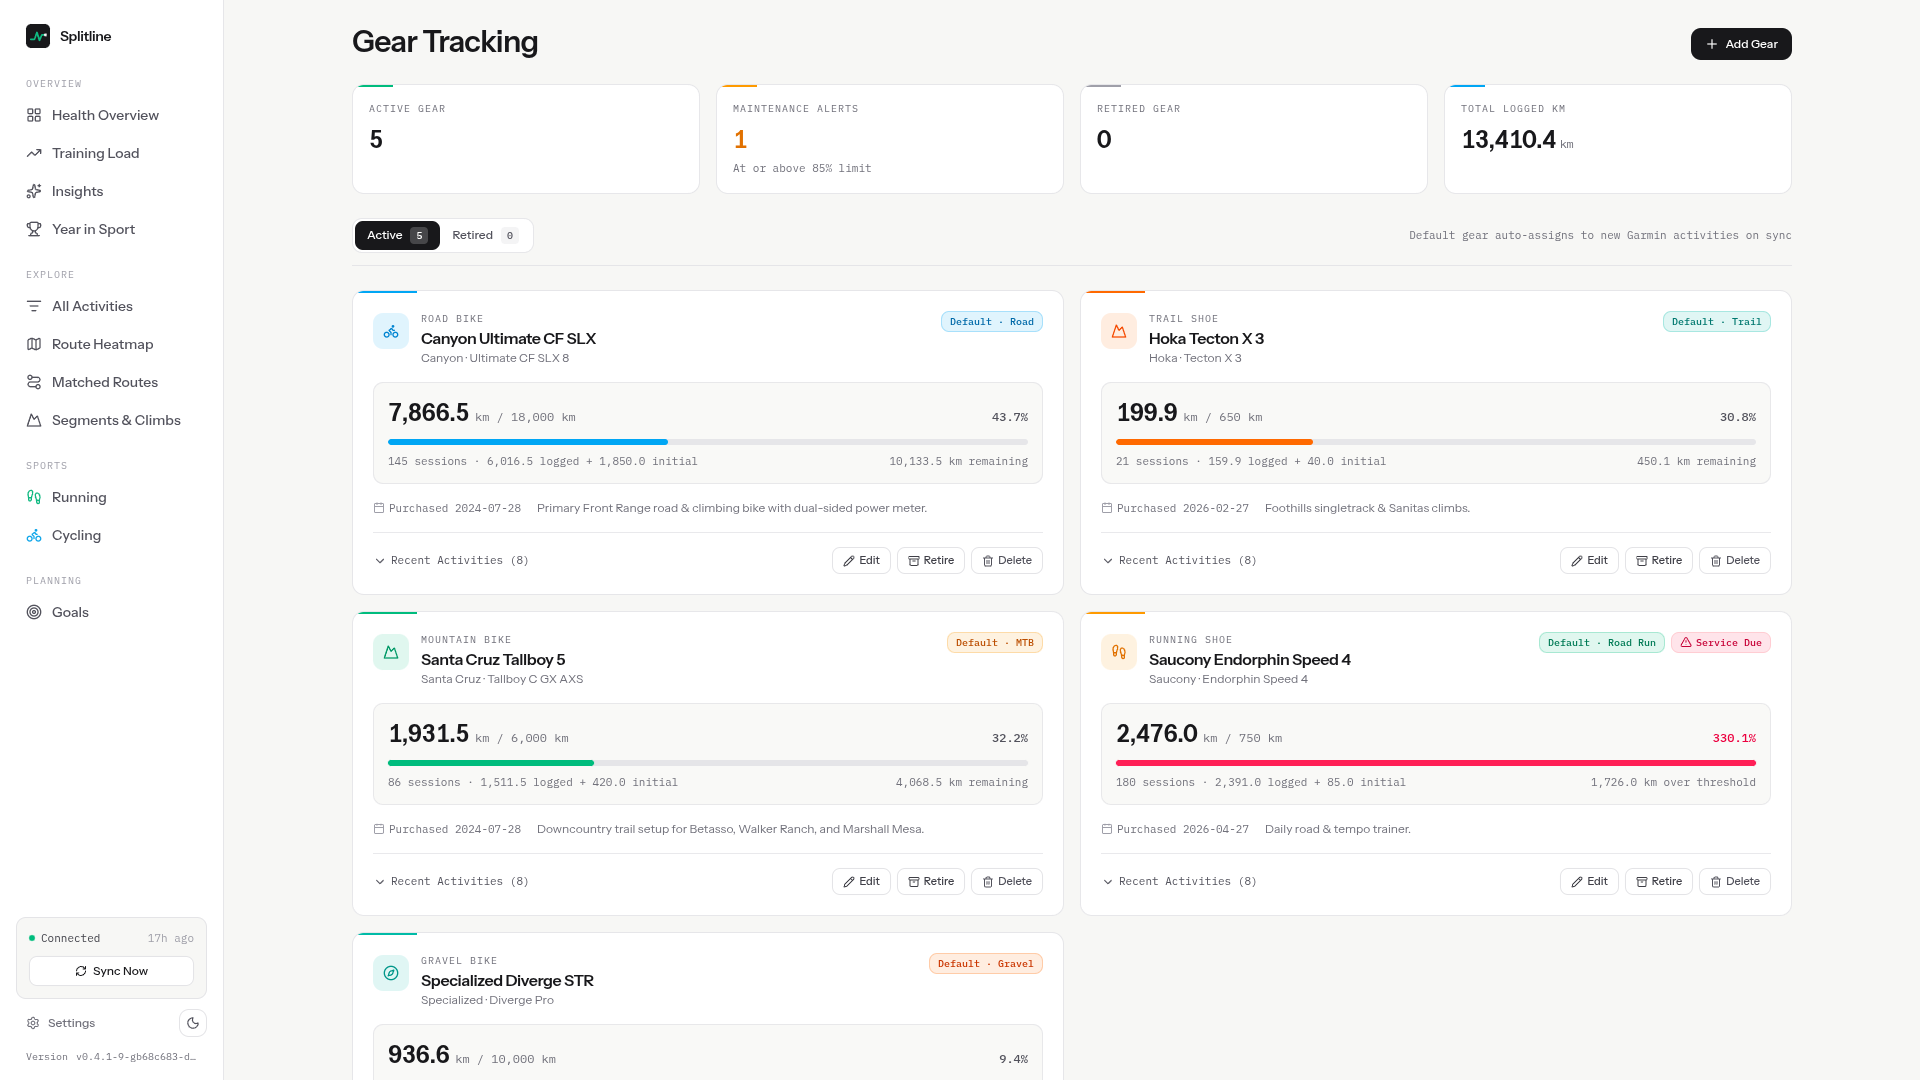 Splitline
OVERVIEW
Health Overview
Training Load
Insights
Year in Sport
EXPLORE
All Activities
Route Heatmap
Matched Routes
Segments & Climbs
SPORTS
Running
Cycling
PLANNING
Goals
Connected 17h ago
Sync Now
Settings
Version v0.4.1-9-gb68c683-d…
Gear Tracking
Add Gear
ACTIVE GEAR
5
MAINTENANCE ALERTS
1
At or above 85% limit
RETIRED GEAR
0
TOTAL LOGGED KM
13,410.4 km
Active 5 Retired 0
Default gear auto-assigns to new Garmin activities on sync
ROAD BIKE
Canyon Ultimate CF SLX
Canyon · Ultimate CF SLX 8
Default · Road
7,866.5 km / 18,000 km 43.7%
145 sessions · 6,016.5 logged + 1,850.0 initial 10,133.5 km remaining
Purchased 2024-07-28 Primary Front Range road & climbing bike with dual-sided power meter.
Recent Activities (8) Edit Retire Delete
TRAIL SHOE
Hoka Tecton X 3
Hoka · Tecton X 3
Default · Trail
199.9 km / 650 km 30.8%
21 sessions · 159.9 logged + 40.0 initial 450.1 km remaining
Purchased 2026-02-27 Foothills singletrack & Sanitas climbs.
Recent Activities (8) Edit Retire Delete
MOUNTAIN BIKE
Santa Cruz Tallboy 5
Santa Cruz · Tallboy C GX AXS
Default · MTB
1,931.5 km / 6,000 km 32.2%
86 sessions · 1,511.5 logged + 420.0 initial 4,068.5 km remaining
Purchased 2024-07-28 Downcountry trail setup for Betasso, Walker Ranch, and Marshall Mesa.
Recent Activities (8) Edit Retire Delete
RUNNING SHOE
Saucony Endorphin Speed 4
Saucony · Endorphin Speed 4
Default · Road Run Service Due
2,476.0 km / 750 km 330.1%
180 sessions · 2,391.0 logged + 85.0 initial 1,726.0 km over threshold
Purchased 2026-04-27 Daily road & tempo trainer.
Recent Activities (8) Edit Retire Delete
GRAVEL BIKE
Specialized Diverge STR
Specialized · Diverge Pro
Default · Gravel
936.6 km / 10,000 km 9.4%